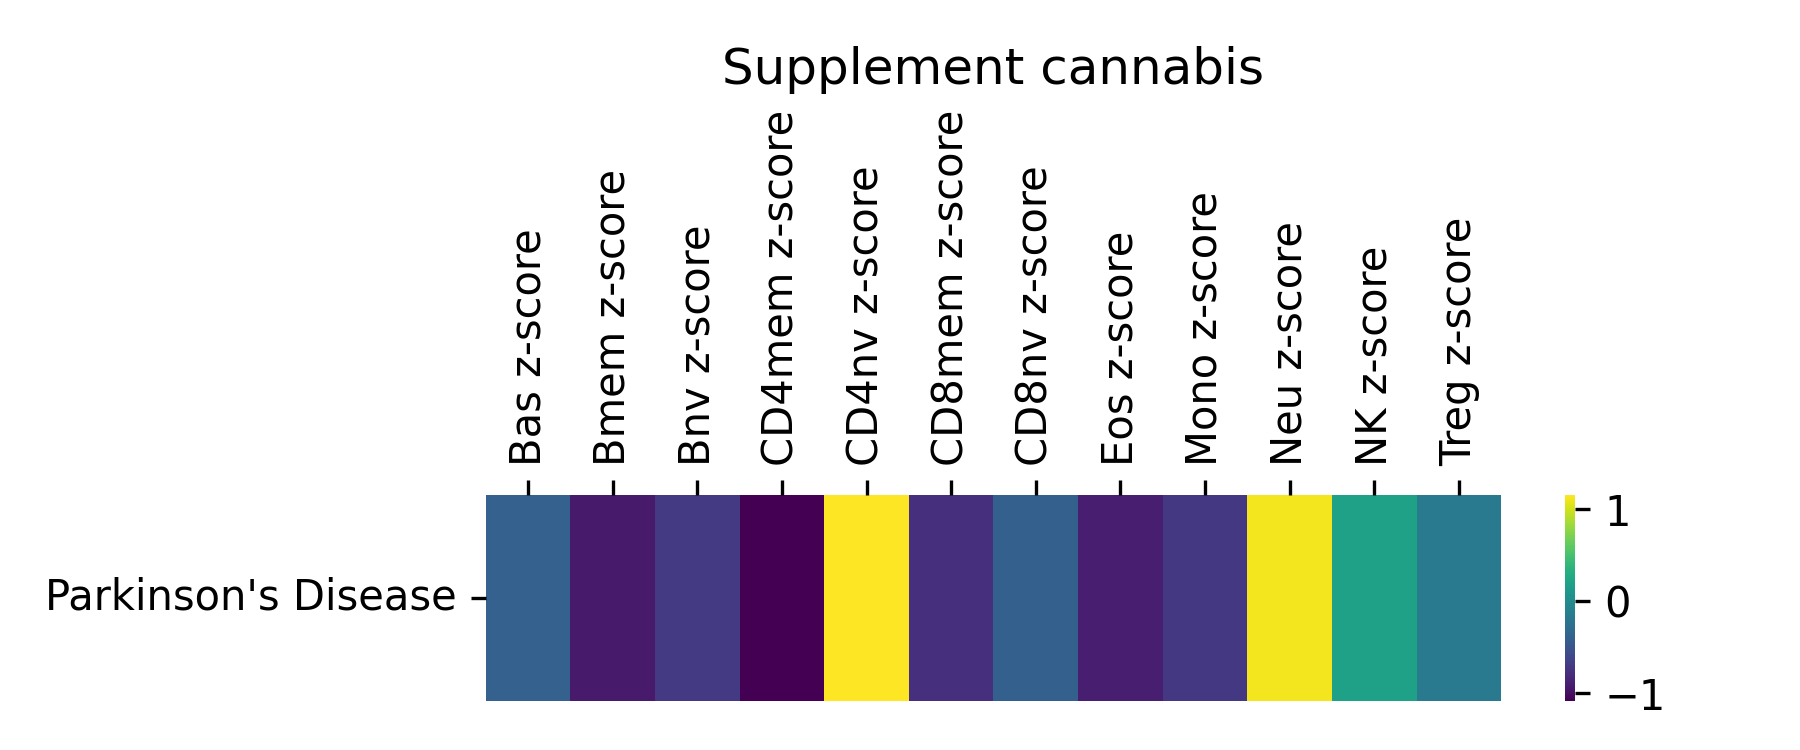 Supplement cannabis
Bas z-score
Bmem z-score
Bnv z-score
CD4mem z-score
CD4nv z-score
CD8mem z-score
CD8nv z-score
Eos z-score
Mono z-score
Neu z-score
NK z-score
Treg z-score
Parkinson's Disease
1
0
−1